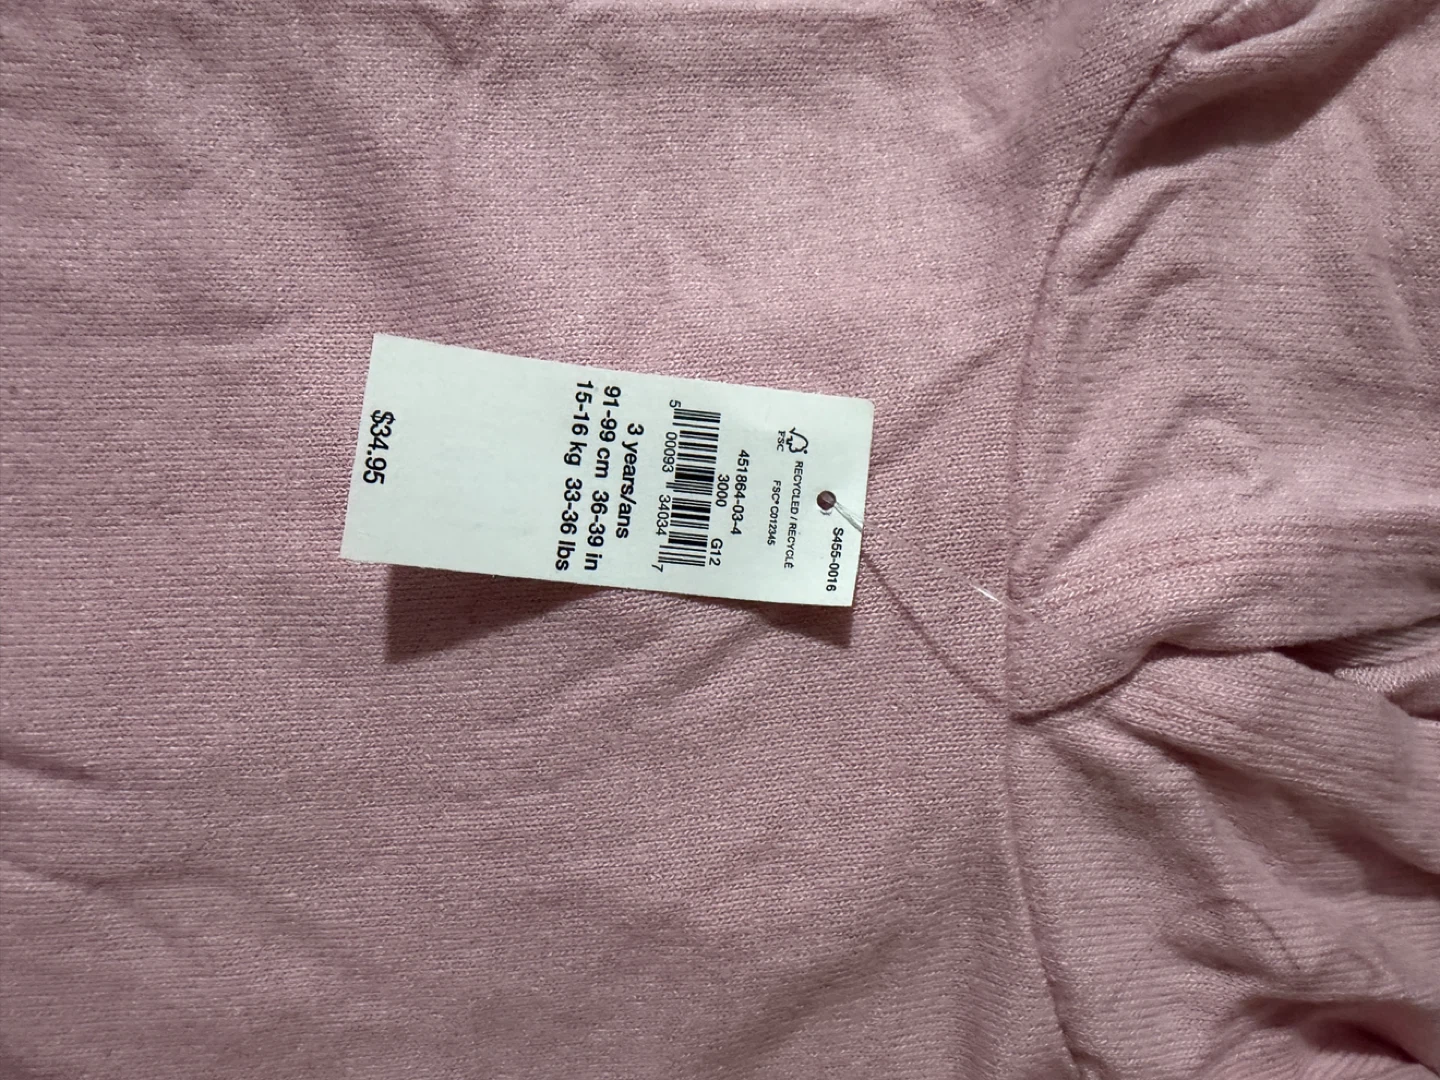 S455-0016
RECYCLED / RECYCLÉ
FSC
FSC® C012345
451864-03-4
3000 G12
5 00093 34034 7
3 years/ans
91-99 cm 36-39 in
15-16 kg 33-36 lbs
$34.95